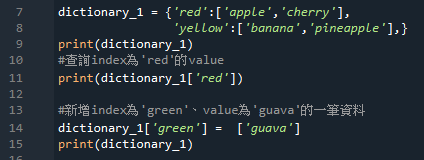 7 dictionary_1 = {'red':['apple','cherry'],
8 'yellow':['banana','pineapple'],}
9 print(dictionary_1)
10 #查詢index為'red'的value
11 print(dictionary_1['red'])
12
13 #新增index為'green'、value為'guava'的一筆資料
14 dictionary_1['green'] = ['guava']
15 print(dictionary_1)
16